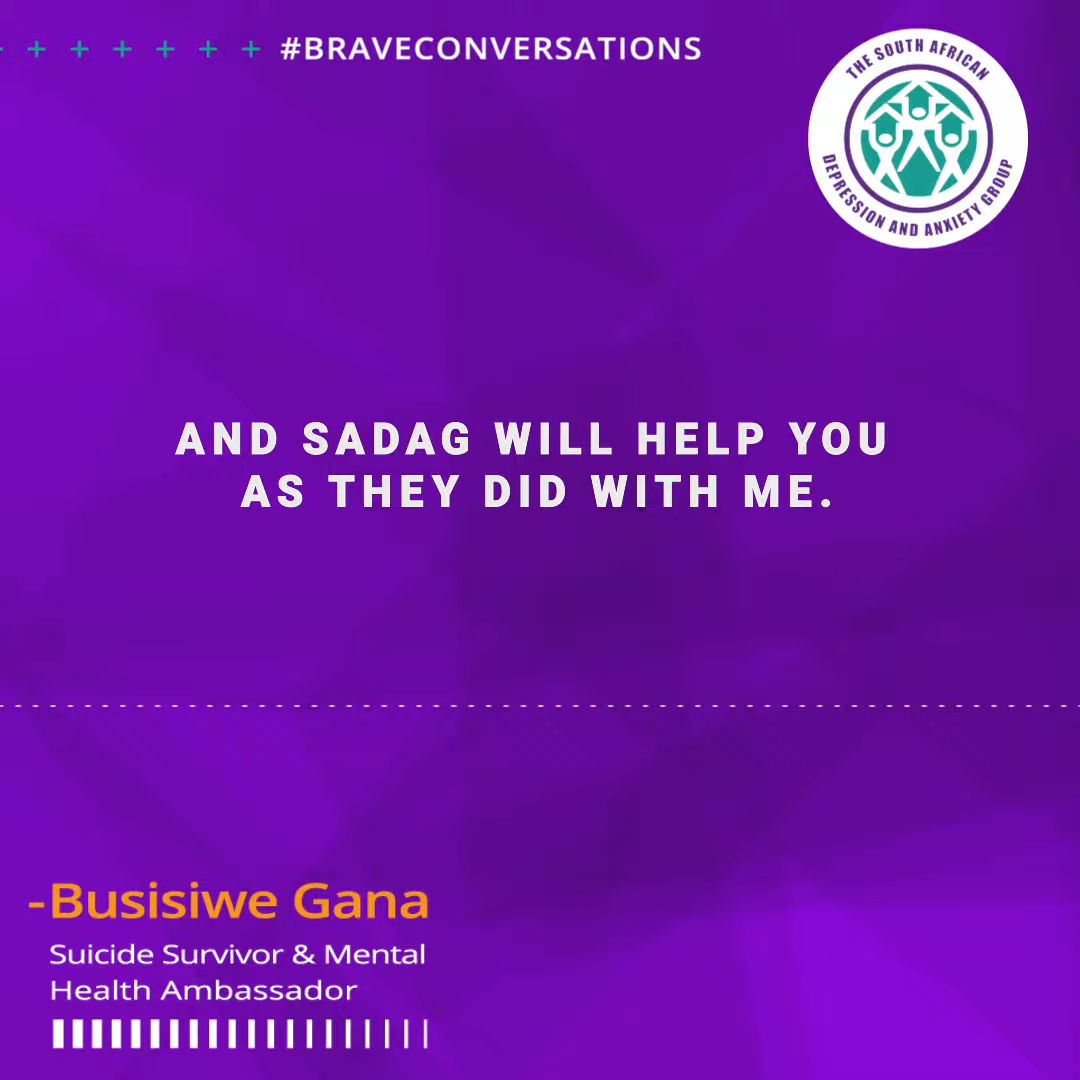 #BRAVECONVERSATIONS
THE SOUTH AFRICAN
DEPRESSION AND ANXIETY GROUP
AND SADAG WILL HELP YOU
AS THEY DID WITH ME.
-Busisiwe Gana
Suicide Survivor & Mental
Health Ambassador